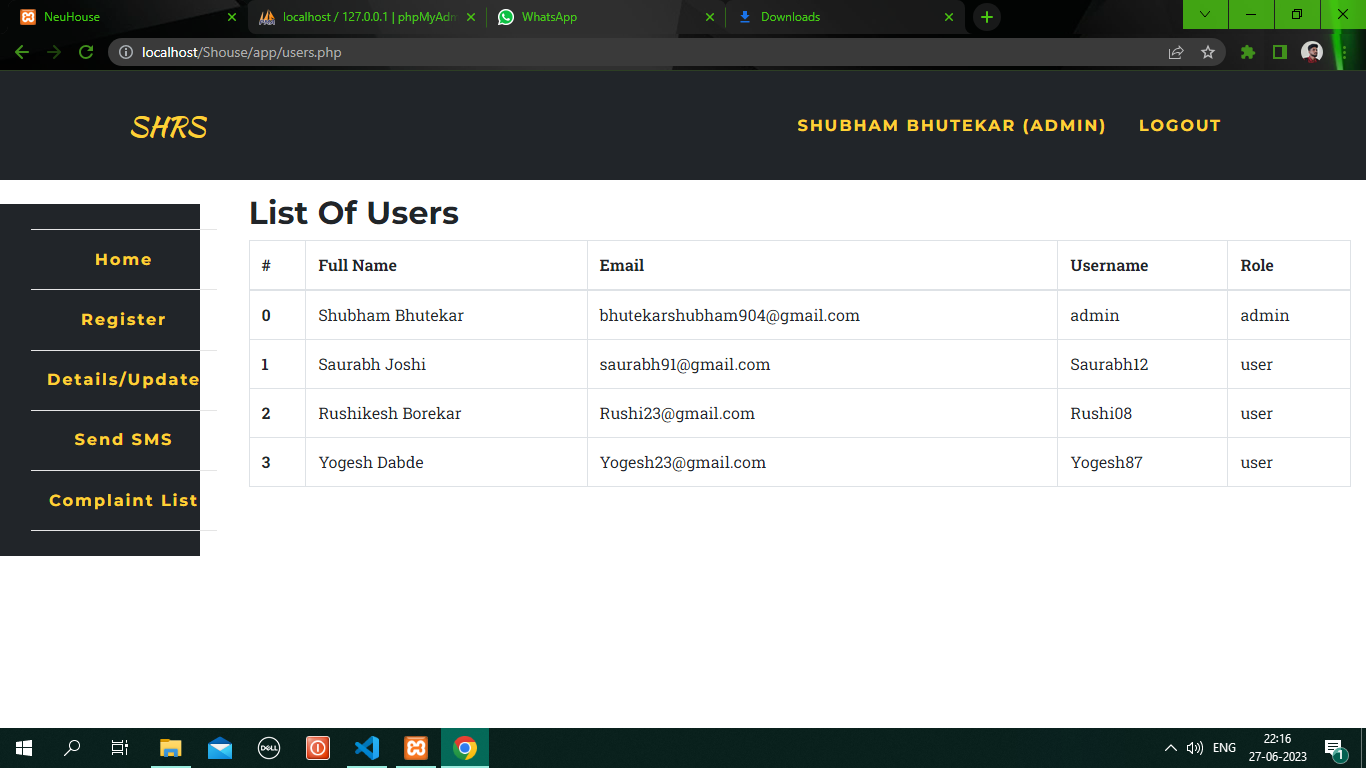 NeuHouse
localhost / 127.0.0.1 | phpMyAdm
WhatsApp
Downloads
localhost/Shouse/app/users.php
SHRS
SHUBHAM BHUTEKAR (ADMIN)
LOGOUT
Home
Register
Details/Update
Send SMS
Complaint List
List Of Users
# Full Name Email Username Role
0 Shubham Bhutekar bhutekarshubham904@gmail.com admin admin
1 Saurabh Joshi saurabh91@gmail.com Saurabh12 user
2 Rushikesh Borekar Rushi23@gmail.com Rushi08 user
3 Yogesh Dabde Yogesh23@gmail.com Yogesh87 user
DELL
ENG
22:16
27-06-2023
1